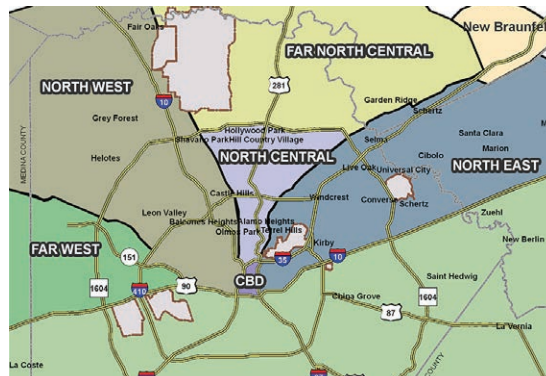 Fair Oaks
New Braunfel
FAR NORTH CENTRAL
NORTH WEST
281
10
Garden Ridge
Schertz
Grey Forest
Hollywood Park
Selma
Santa Clara
Shavano Park
Hill Country Village
Marion
NORTH CENTRAL
Cibolo
MEDINA COUNTY
Helotes
Live Oak
Universal City
NORTH EAST
Castle Hills
Windcrest
Converse
Schertz
Leon Valley
Balcones Heights
Alamo Heights
Zuehl
Olmos Park
Terrel Hills
FAR WEST
Kirby
New Berlin
151
35
10
CBD
Saint Hedwig
1604
410
90
China Grove
1604
87
La Vernia
La Coste